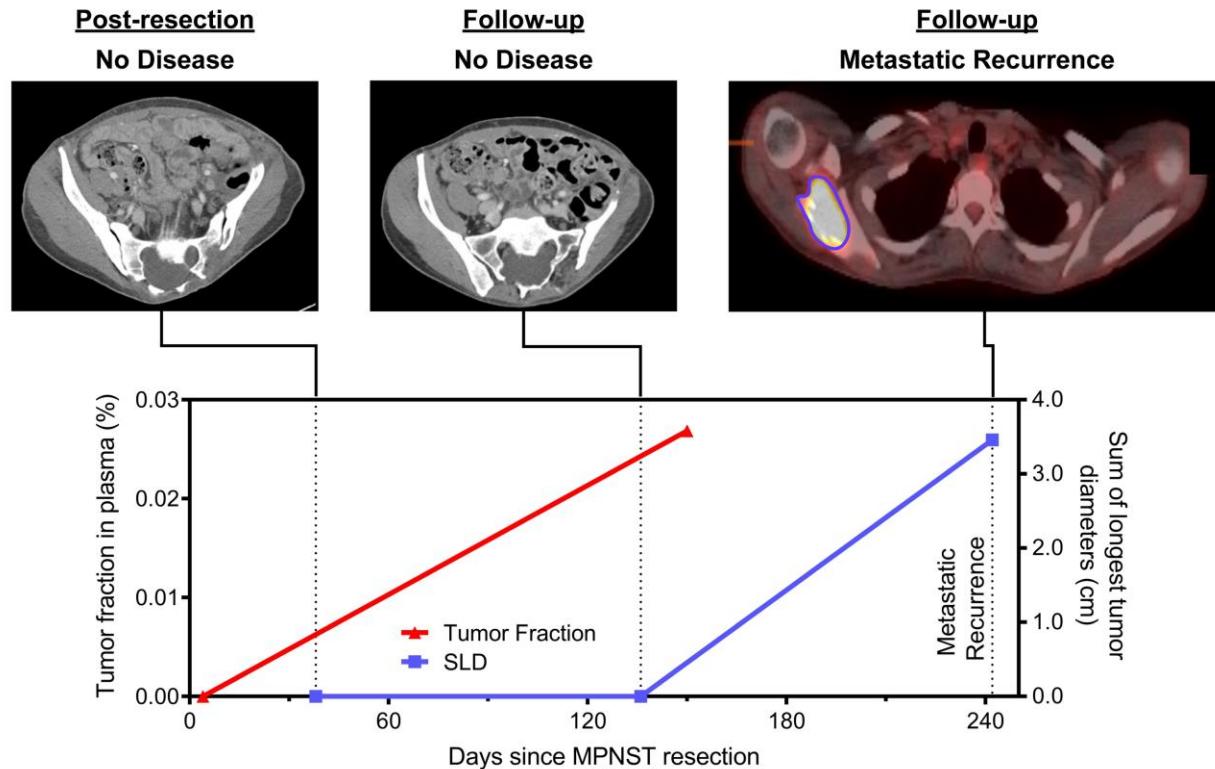 Post-resection
No Disease
Follow-up
No Disease
Follow-up
Metastatic Recurrence
Tumor fraction in plasma (%)
0.03
0.02
0.01
0.00
Tumor Fraction
SLD
Metastatic
Recurrence
4.0
3.0
2.0
1.0
0.0
Sum of longest tumor
diameters (cm)
0
60
120
180
240
Days since MPNST resection